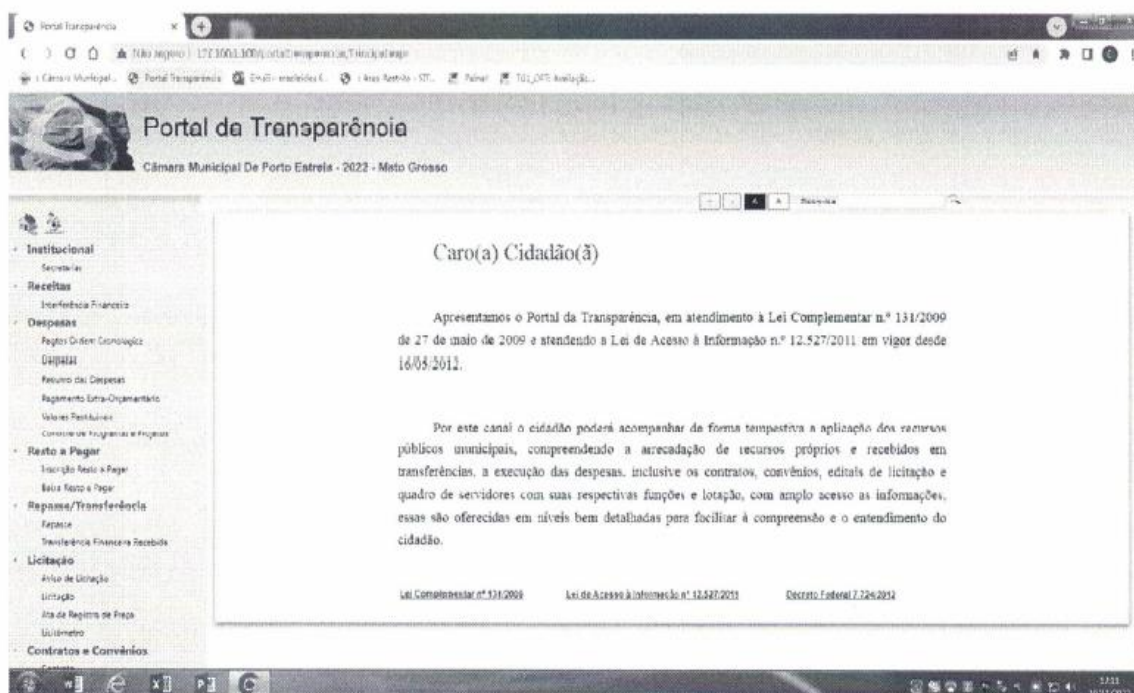 Portal Transparência
Portal Transparência
Portal da Transparência
Câmara Municipal De Porto Estrela - 2022 - Mato Grosso
+ - A A
Institucional
Secretarias
Receitas
Interferência Financeira
Despesas
Pagtos Ordem Cronologica
Despesas
Resumo das Despesas
Pagamento Extra-Orçamentário
Valores Restituíveis
Resto a Pagar
Inscrição Resto a Pagar
Baixa Resto a Pagar
Repasse/Transferência
Repasse
Transferência Financeira Recebida
Licitação
Aviso de Licitação
Licitação
Ata de Registro de Preço
Licitômetro
Contratos e Convênios
Contrato
Caro(a) Cidadão(ã)
Apresentamos o Portal da Transparência, em atendimento à Lei Complementar n.º 131/2009
de 27 de maio de 2009 e atendendo a Lei de Acesso à Informação n.º 12.527/2011 em vigor desde
16/05/2012.
Por este canal o cidadão poderá acompanhar de forma tempestiva a aplicação dos recursos
públicos municipais, compreendendo a arrecadação de recursos próprios e recebidos em
transferências, a execução das despesas, inclusive os contratos, convênios, editais de licitação e
quadro de servidores com suas respectivas funções e lotação, com amplo acesso as informações,
essas são oferecidas em níveis bem detalhadas para facilitar à compreensão e o entendimento do
cidadão.
Lei Complementar nº 131/2009
Lei de Acesso à Informação nº 12.527/2011
Decreto Federal 7.724/2012